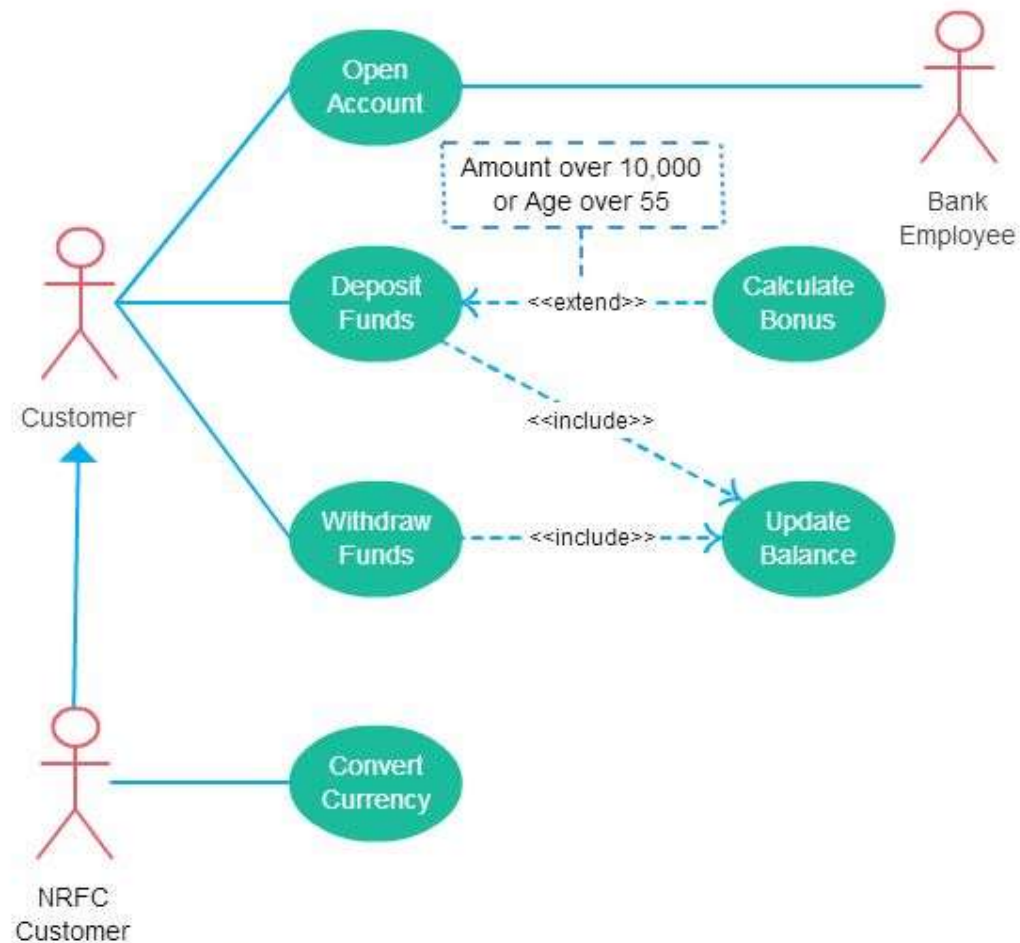 Open
Account
Amount over 10,000
or Age over 55
Bank
Employee
Deposit
Funds
<<extend>>
Calculate
Bonus
Customer
<<include>>
Withdraw
Funds
<<include>>
Update
Balance
Convert
Currency
NRFC
Customer